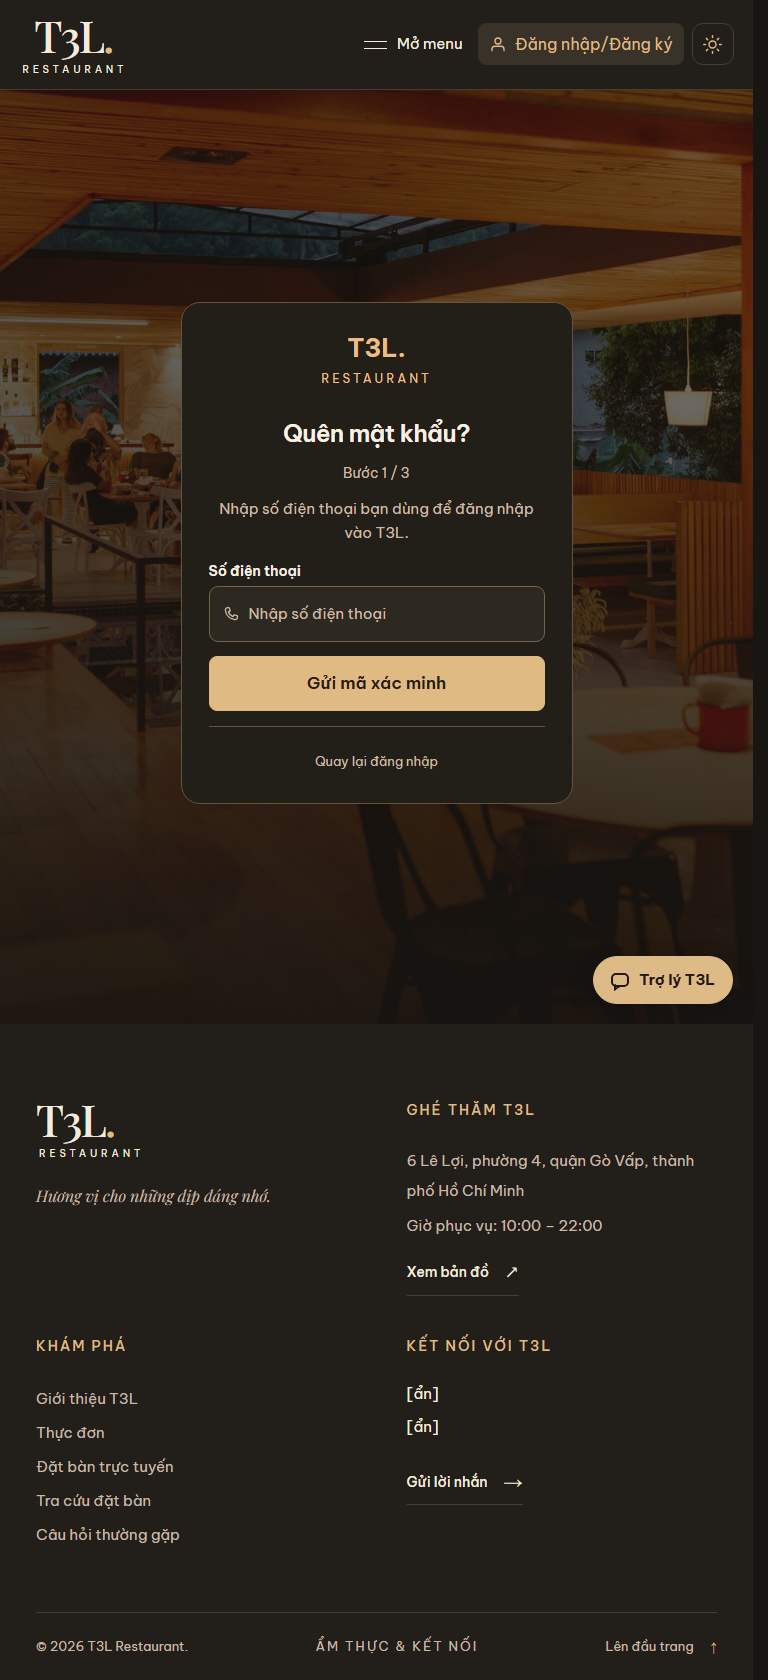 T3L.
RESTAURANT
Mở menu
Đăng nhập/Đăng ký
T3L.
RESTAURANT
Quên mật khẩu?
Bước 1 / 3
Nhập số điện thoại bạn dùng để đăng nhập
vào T3L.
Số điện thoại
Nhập số điện thoại
Gửi mã xác minh
Quay lại đăng nhập
Trợ lý T3L
T3L.
RESTAURANT
Hương vị cho những dịp đáng nhớ.
GHÉ THĂM T3L
6 Lê Lợi, phường 4, quận Gò Vấp, thành
phố Hồ Chí Minh
Giờ phục vụ: 10:00 – 22:00
Xem bản đồ ↗
KHÁM PHÁ
Giới thiệu T3L
Thực đơn
Đặt bàn trực tuyến
Tra cứu đặt bàn
Câu hỏi thường gặp
KẾT NỐI VỚI T3L
[ẩn]
[ẩn]
Gửi lời nhắn →
© 2026 T3L Restaurant.
ẨM THỰC & KẾT NỐI
Lên đầu trang ↑